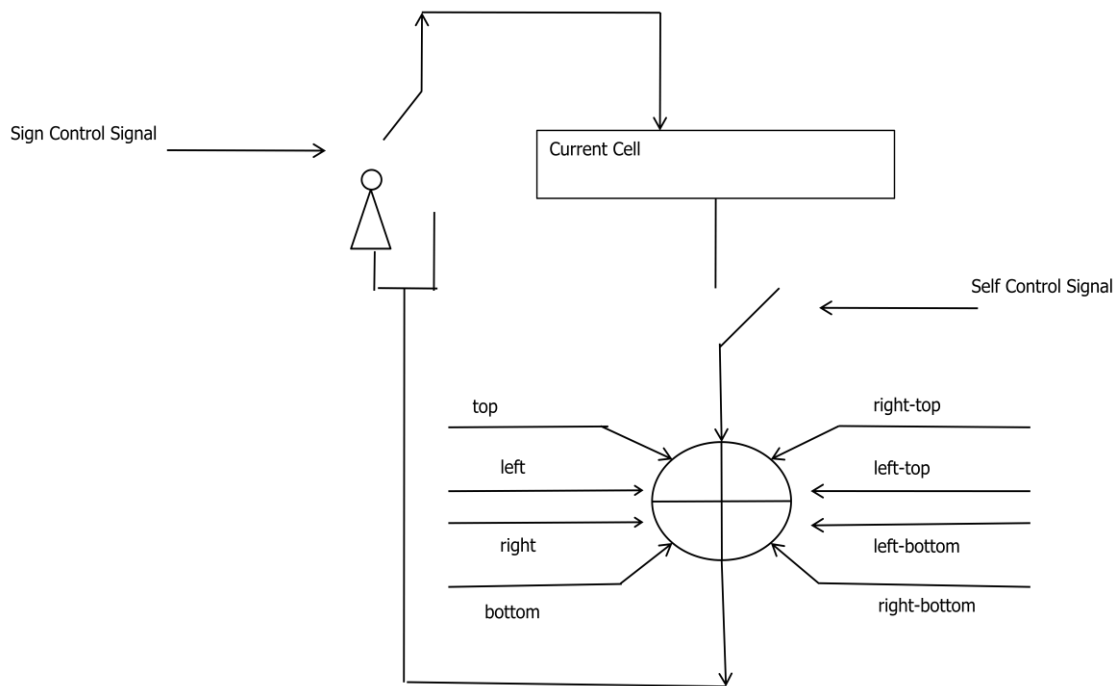 Sign Control Signal
Current Cell
Self Control Signal
top
right-top
left
left-top
right
left-bottom
bottom
right-bottom